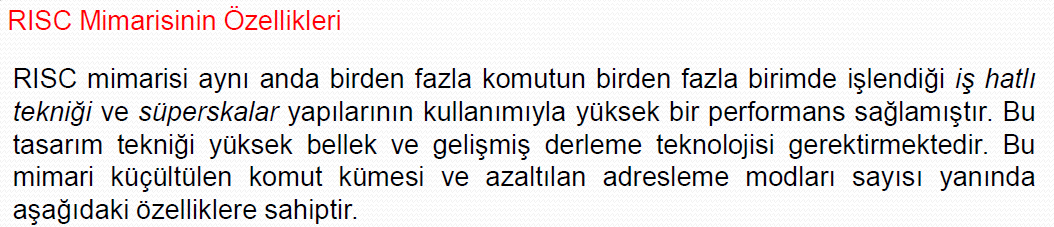 RISC Mimarisinin Özellikleri
RISC mimarisi aynı anda birden fazla komutun birden fazla birimde işlendiği iş hatlı
tekniği ve süperskalar yapılarının kullanımıyla yüksek bir performans sağlamıştır. Bu
tasarım tekniği yüksek bellek ve gelişmiş derleme teknolojisi gerektirmektedir. Bu
mimari küçültülen komut kümesi ve azaltılan adresleme modları sayısı yanında
aşağıdaki özelliklere sahiptir.